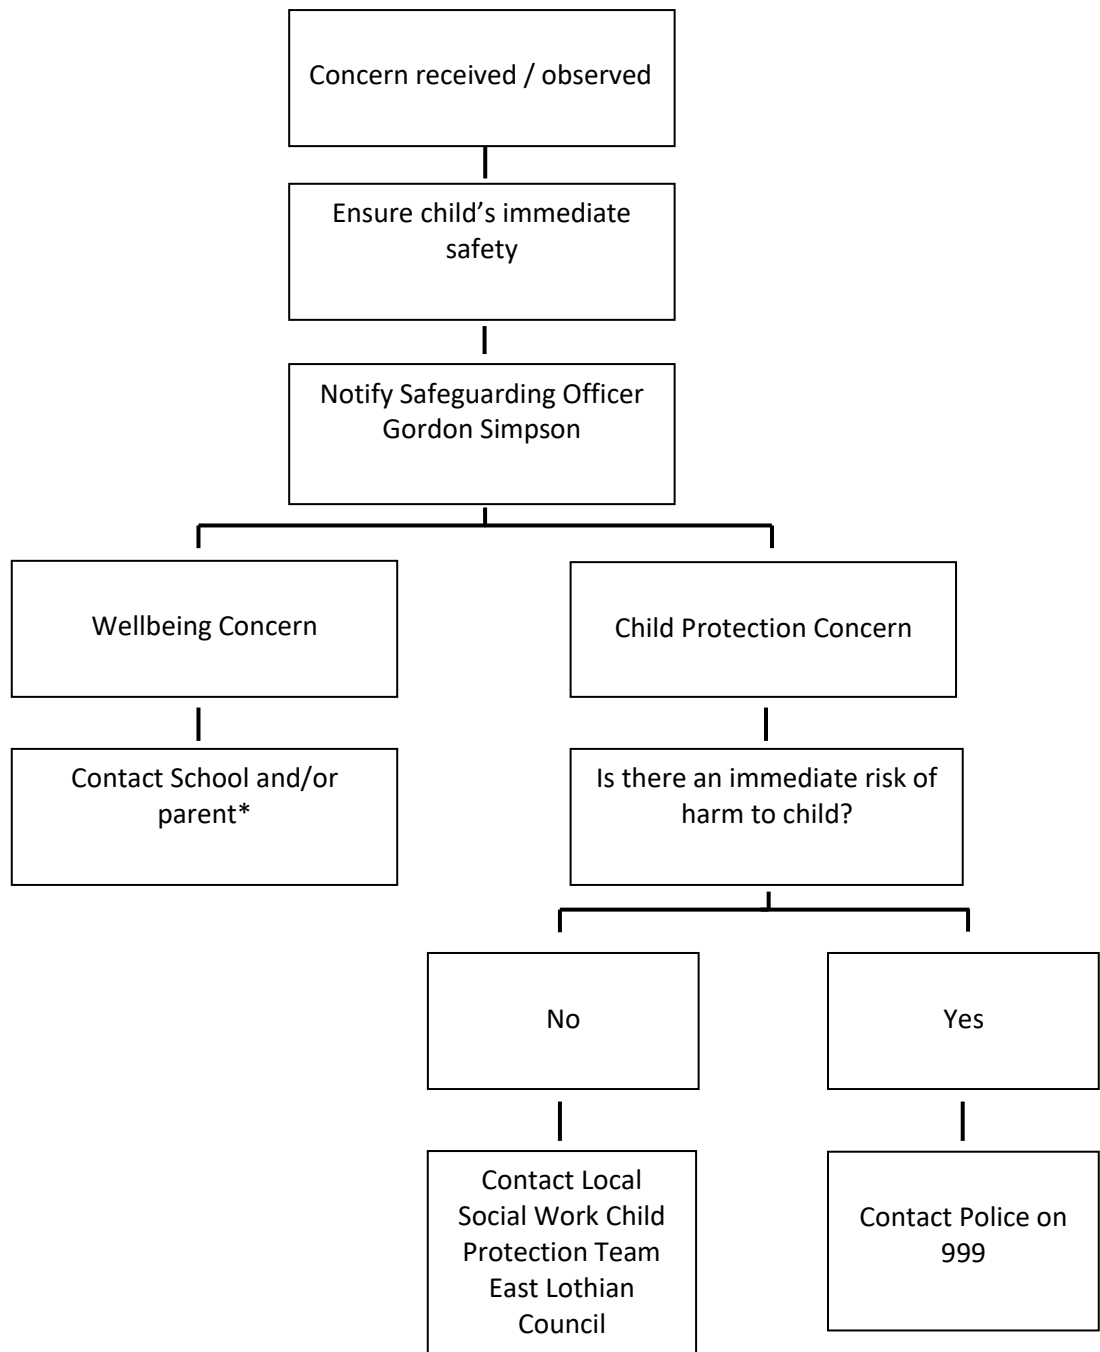 Concern received / observed
Ensure child’s immediate
safety
Notify Safeguarding Officer
Gordon Simpson
Wellbeing Concern
Child Protection Concern
Contact School and/or
parent*
Is there an immediate risk of
harm to child?
No
Yes
Contact Local
Social Work Child
Protection Team
East Lothian
Council
Contact Police on
999